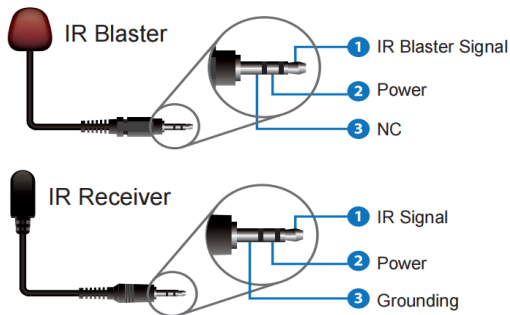 IR Blaster
1 IR Blaster Signal
2 Power
3 NC
IR Receiver
1 IR Signal
2 Power
3 Grounding